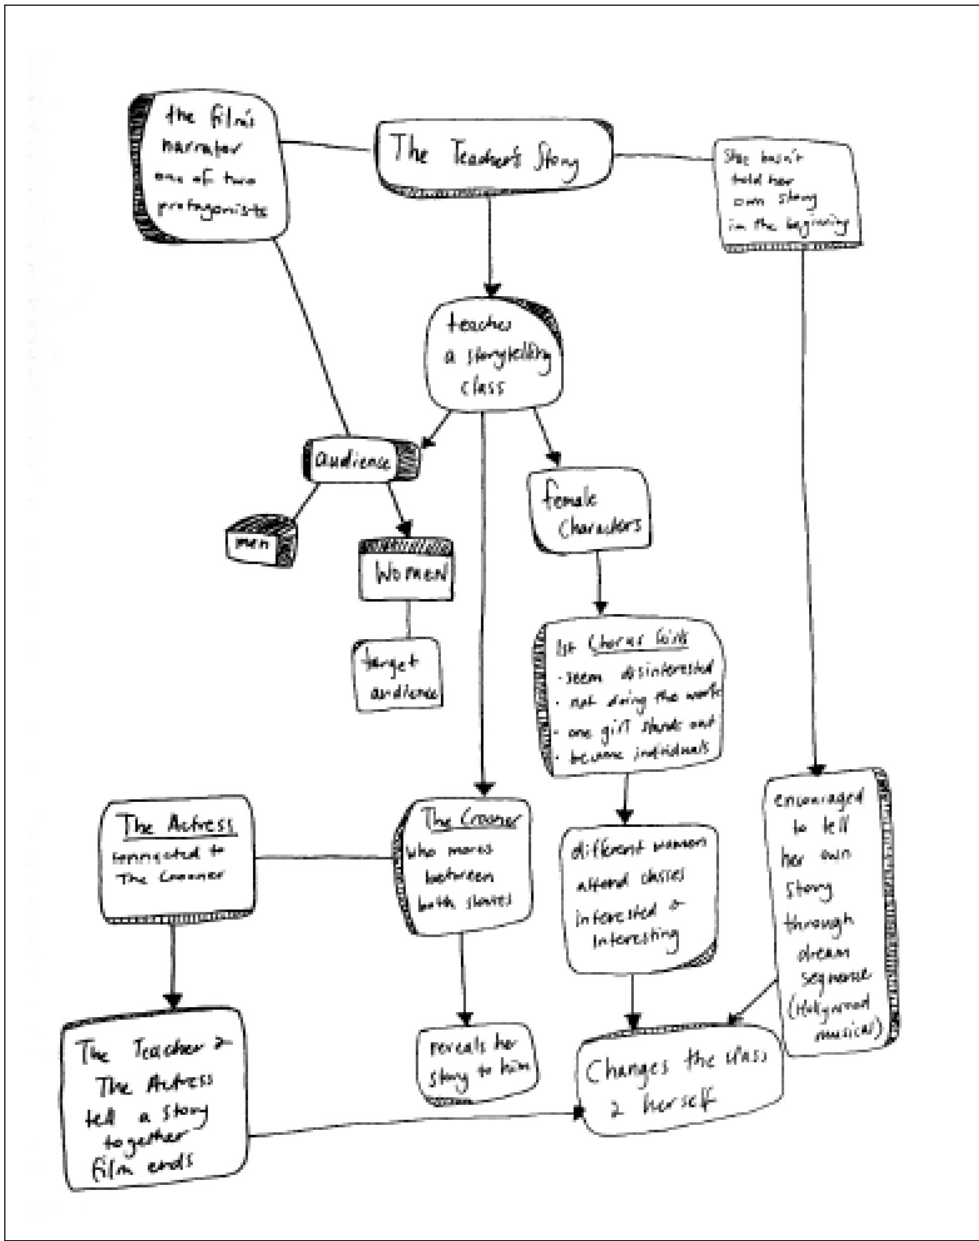 the film's
narrator
one of two
protagonists
The Teacher's Story
She hasn't
told her
own story
in the beginning
teaches
a storytelling
class
audience
men
WOMEN
target
audience
female
Characters
1st Chorus Girls
· seem disinterested
· not doing the work
· one girl stands out
· become individuals
The Actress
connected to
The Crooner
The Crooner
who moves
between
both stories
different women
attend classes
interested &
interesting
encouraged
to tell
her own
story
through
dream
sequence
(Hollywood
musical)
The Teacher &
The Actress
tell a story
together
film ends
reveals her
story to him
Changes the class
& herself